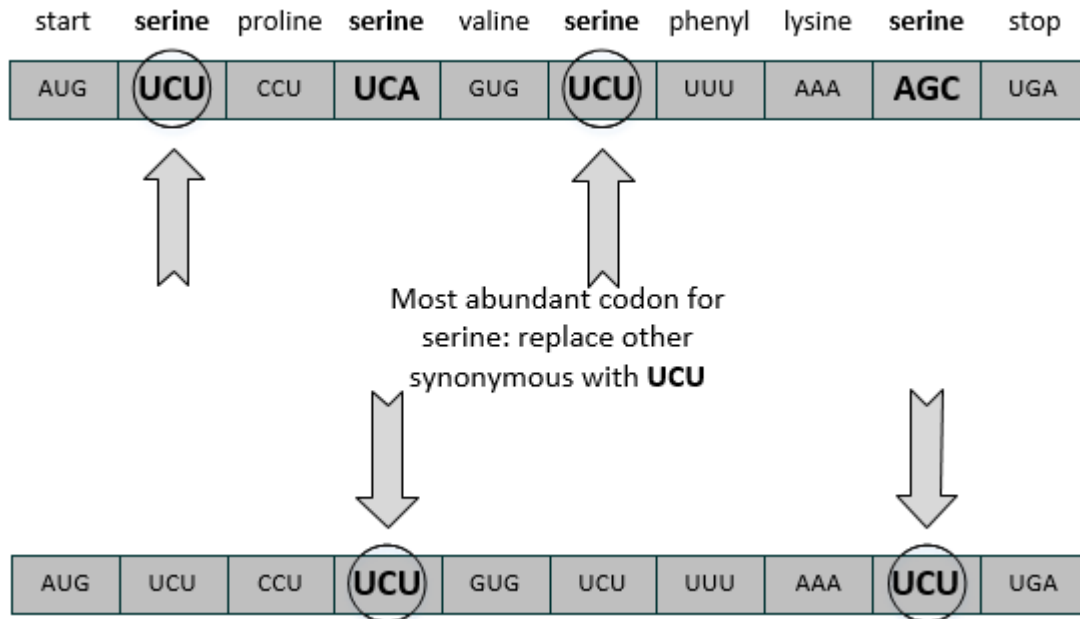 start serine proline serine valine serine phenyl lysine serine stop
AUG UCU CCU UCA GUG UCU UUU AAA AGC UGA
Most abundant codon for
serine: replace other
synonymous with UCU
AUG UCU CCU UCU GUG UCU UUU AAA UCU UGA